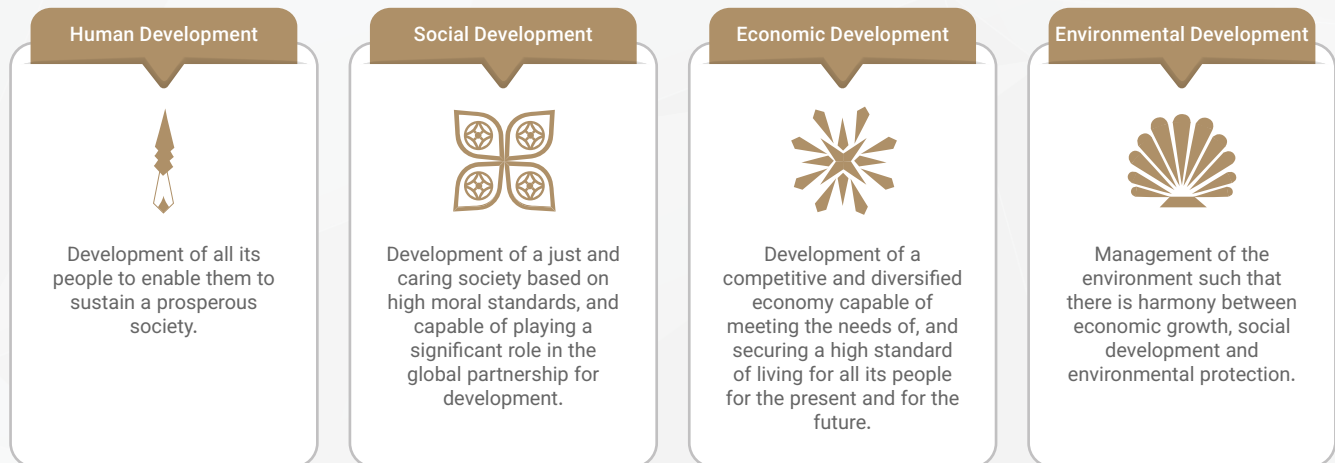 Human Development
Development of all its
people to enable them to
sustain a prosperous
society.
Social Development
Development of a just and
caring society based on
high moral standards, and
capable of playing a
significant role in the
global partnership for
development.
Economic Development
Development of a
competitive and diversified
economy capable of
meeting the needs of, and
securing a high standard
of living for all its people
for the present and for the
future.
Environmental Development
Management of the
environment such that
there is harmony between
economic growth, social
development and
environmental protection.